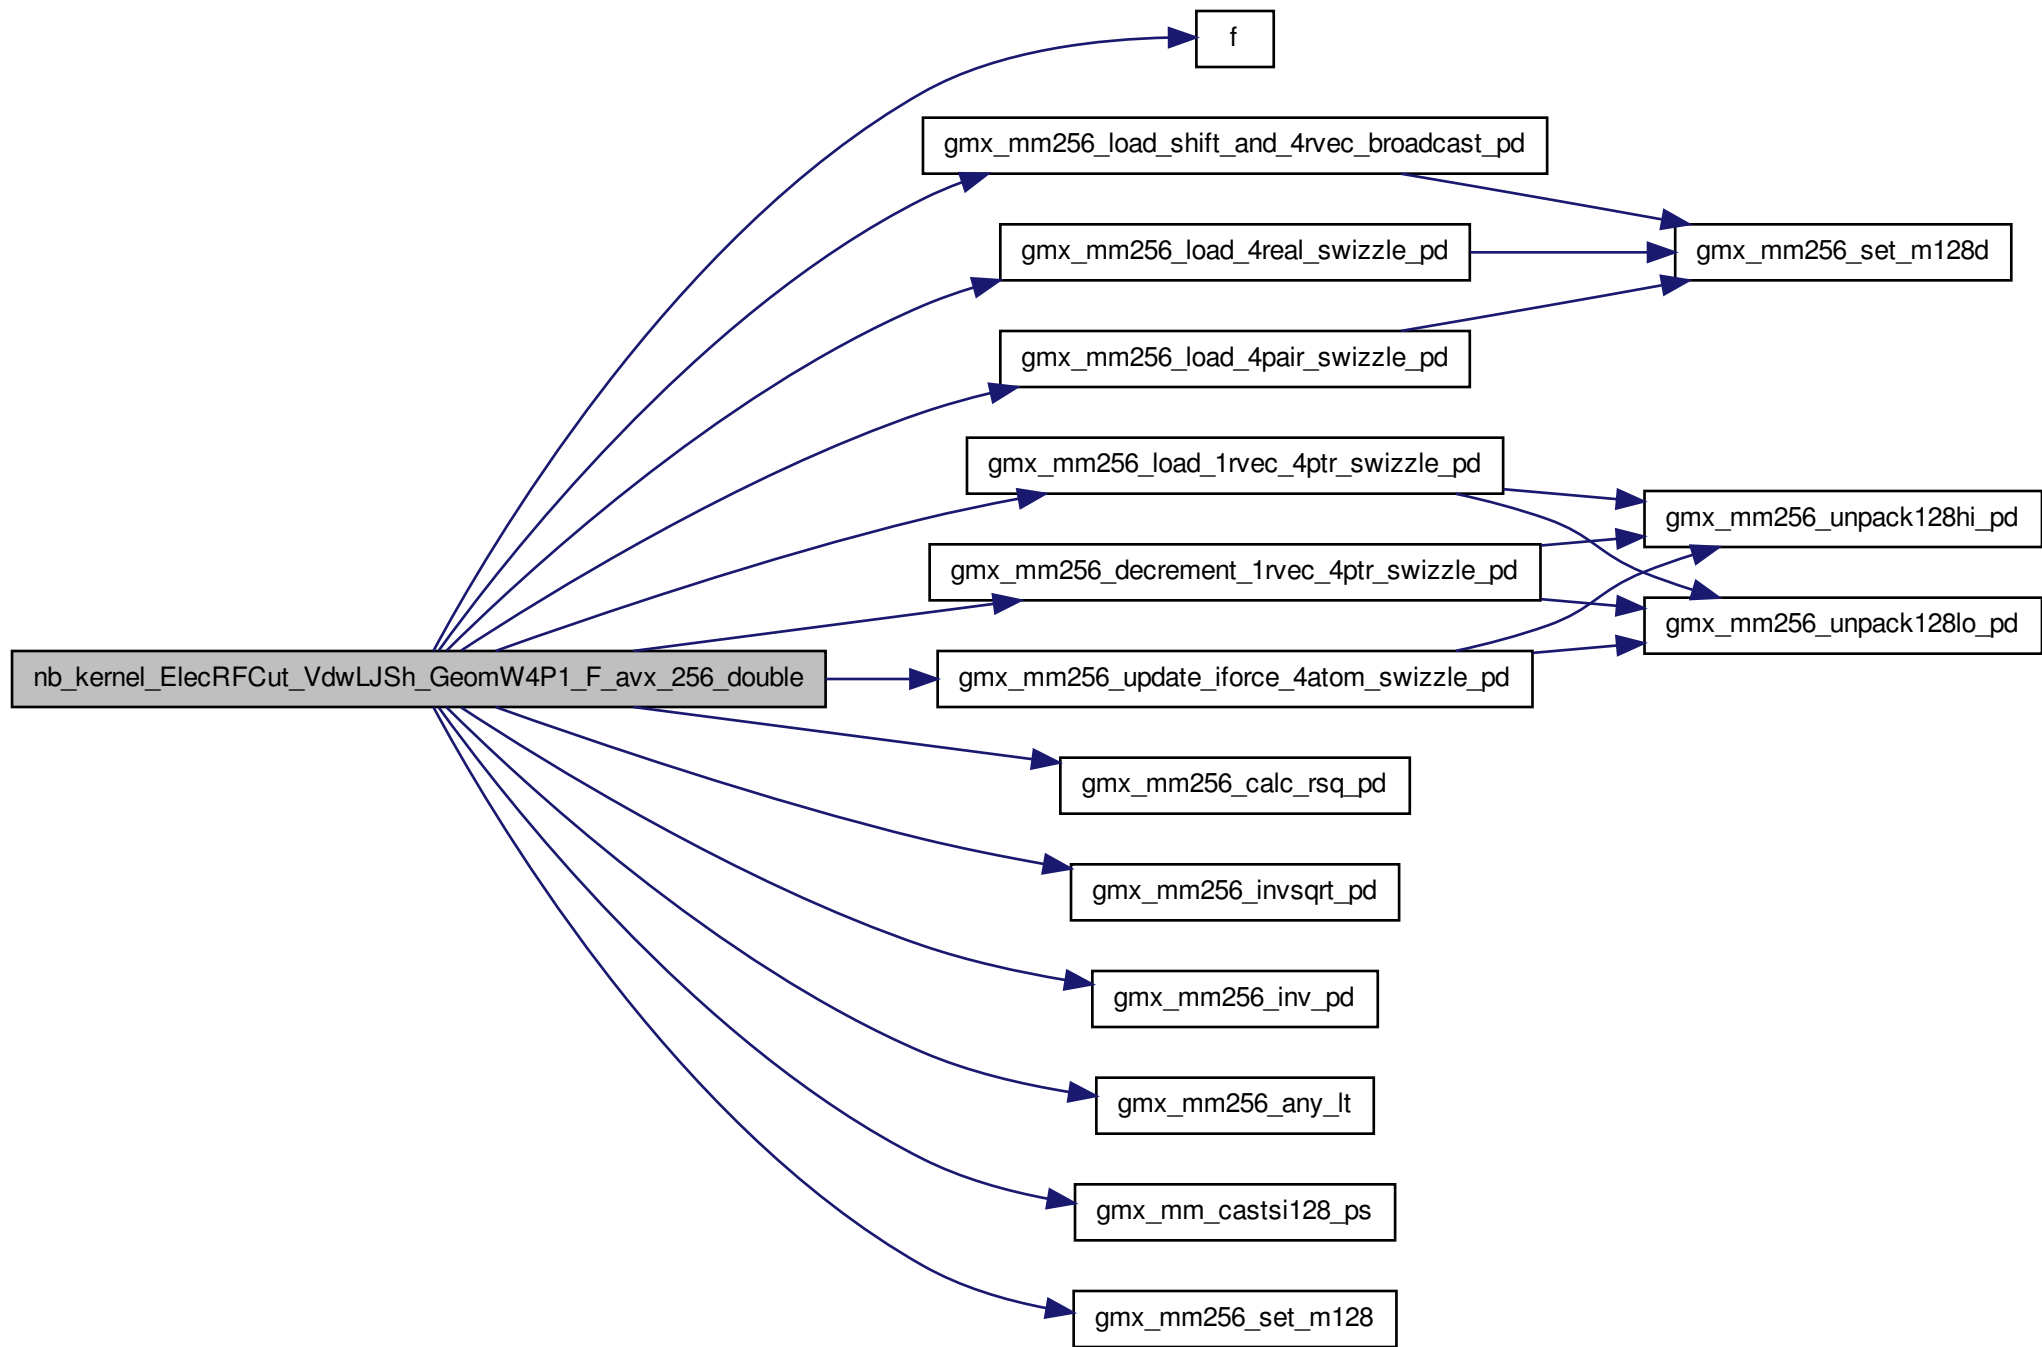 f
gmx_mm256_load_shift_and_4rvec_broadcast_pd
gmx_mm256_load_4real_swizzle_pd
gmx_mm256_set_m128d
gmx_mm256_load_4pair_swizzle_pd
gmx_mm256_load_1rvec_4ptr_swizzle_pd
gmx_mm256_unpack128hi_pd
gmx_mm256_decrement_1rvec_4ptr_swizzle_pd
gmx_mm256_unpack128lo_pd
nb_kernel_ElecRFCut_VdwLJSh_GeomW4P1_F_avx_256_double
gmx_mm256_update_iforce_4atom_swizzle_pd
gmx_mm256_calc_rsq_pd
gmx_mm256_invsqrt_pd
gmx_mm256_inv_pd
gmx_mm256_any_lt
gmx_mm_castsi128_ps
gmx_mm256_set_m128